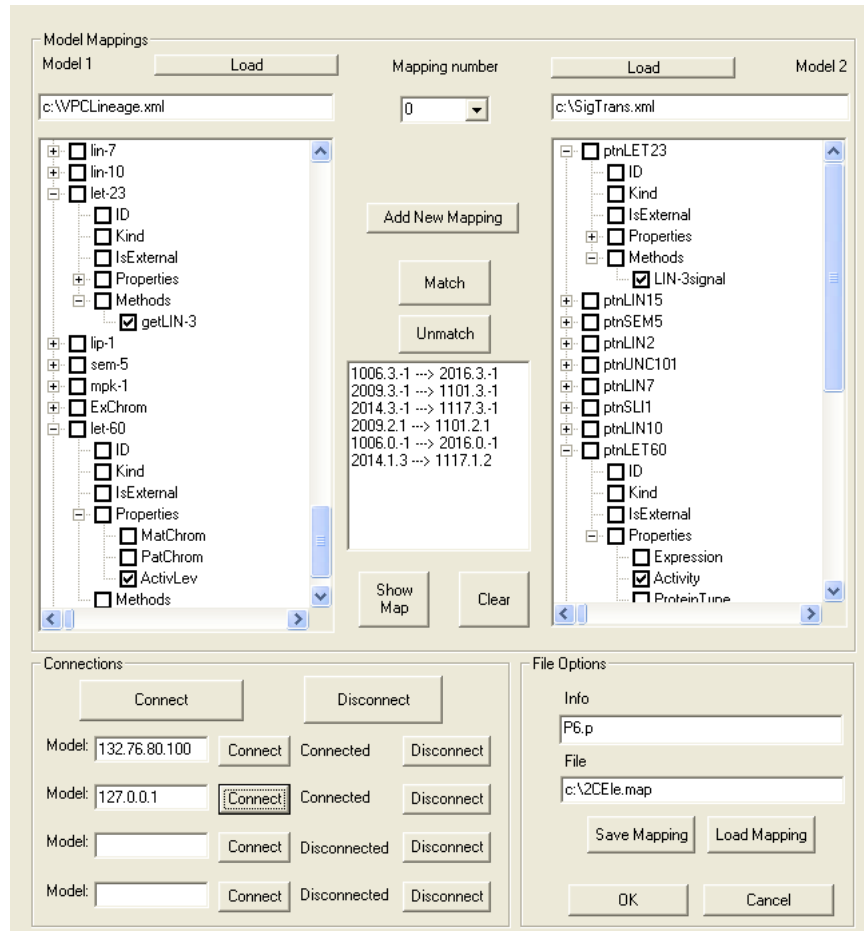 Model Mappings
Model 1 Load Mapping number Load Model 2
c:\VPCLineage.xml 0 c:\SigTrans.xml
lin-7
lin-10
let-23
ID
Kind
IsExternal
Properties
Methods
getLIN-3
lip-1
sem-5
mpk-1
ExChrom
let-60
ID
Kind
IsExternal
Properties
MatChrom
PatChrom
ActivLev
Methods
Add New Mapping
Match
Unmatch
1006.3.-1 ---> 2016.3.-1
2009.3.-1 ---> 1101.3.-1
2014.3.-1 ---> 1117.3.-1
2009.2.1 ---> 1101.2.1
1006.0.-1 ---> 2016.0.-1
2014.1.3 ---> 1117.1.2
Show
Map
Clear
ptnLET23
ID
Kind
IsExternal
Properties
Methods
LIN-3signal
ptnLIN15
ptnSEM5
ptnLIN2
ptnUNC101
ptnLIN7
ptnSLI1
ptnLIN10
ptnLET60
ID
Kind
IsExternal
Properties
Expression
Activity
ProteinType
Connections
Connect Disconnect
Model: 132.76.80.100 Connect Connected Disconnect
Model: 127.0.0.1 Connect Connected Disconnect
Model: Connect Disconnected Disconnect
Model: Connect Disconnected Disconnect
File Options
Info
P6.p
File
c:\2CEle.map
Save Mapping Load Mapping
OK Cancel